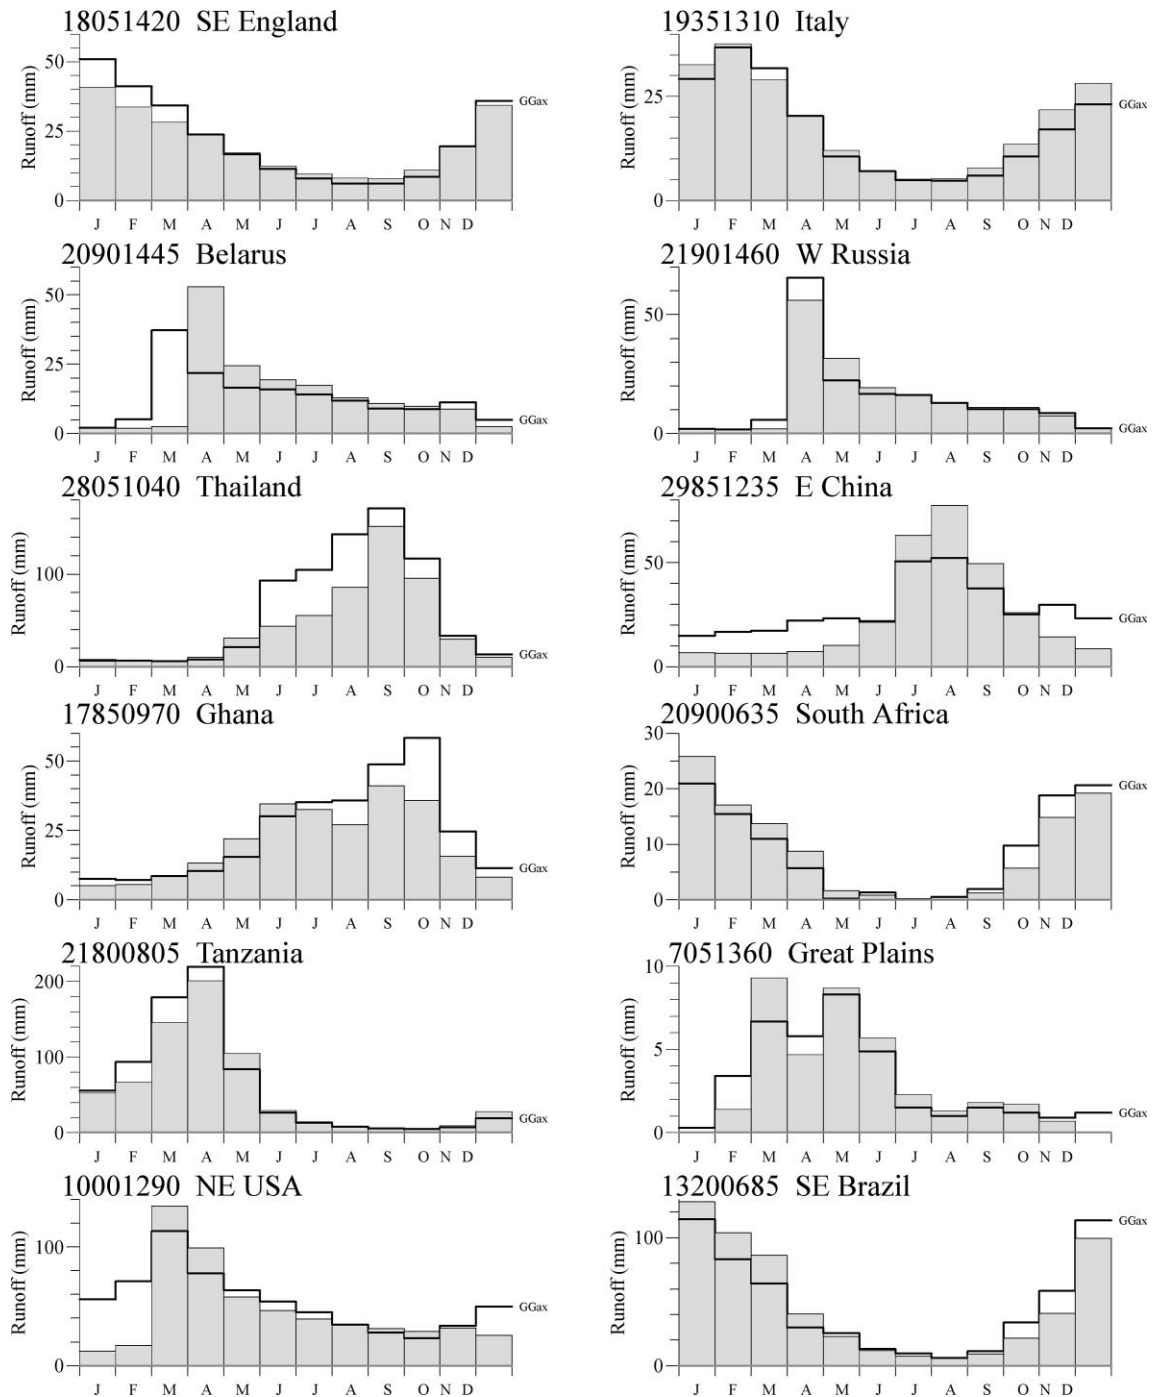 18051420 SE England
Runoff (mm)
50
25
0
GGax
J F M A M J J A S O N D
19351310 Italy
Runoff (mm)
25
0
GGax
J F M A M J J A S O N D
20901445 Belarus
Runoff (mm)
50
25
0
GGax
J F M A M J J A S O N D
21901460 W Russia
Runoff (mm)
50
0
GGax
J F M A M J J A S O N D
28051040 Thailand
Runoff (mm)
100
0
GGax
J F M A M J J A S O N D
29851235 E China
Runoff (mm)
50
0
GGax
J F M A M J J A S O N D
17850970 Ghana
Runoff (mm)
50
25
0
GGax
J F M A M J J A S O N D
20900635 South Africa
Runoff (mm)
30
20
10
0
GGax
J F M A M J J A S O N D
21800805 Tanzania
Runoff (mm)
200
100
0
GGax
J F M A M J J A S O N D
7051360 Great Plains
Runoff (mm)
10
5
0
GGax
J F M A M J J A S O N D
10001290 NE USA
Runoff (mm)
100
0
GGax
J F M A M J J A S O N D
13200685 SE Brazil
Runoff (mm)
100
0
GGax
J F M A M J J A S O N D